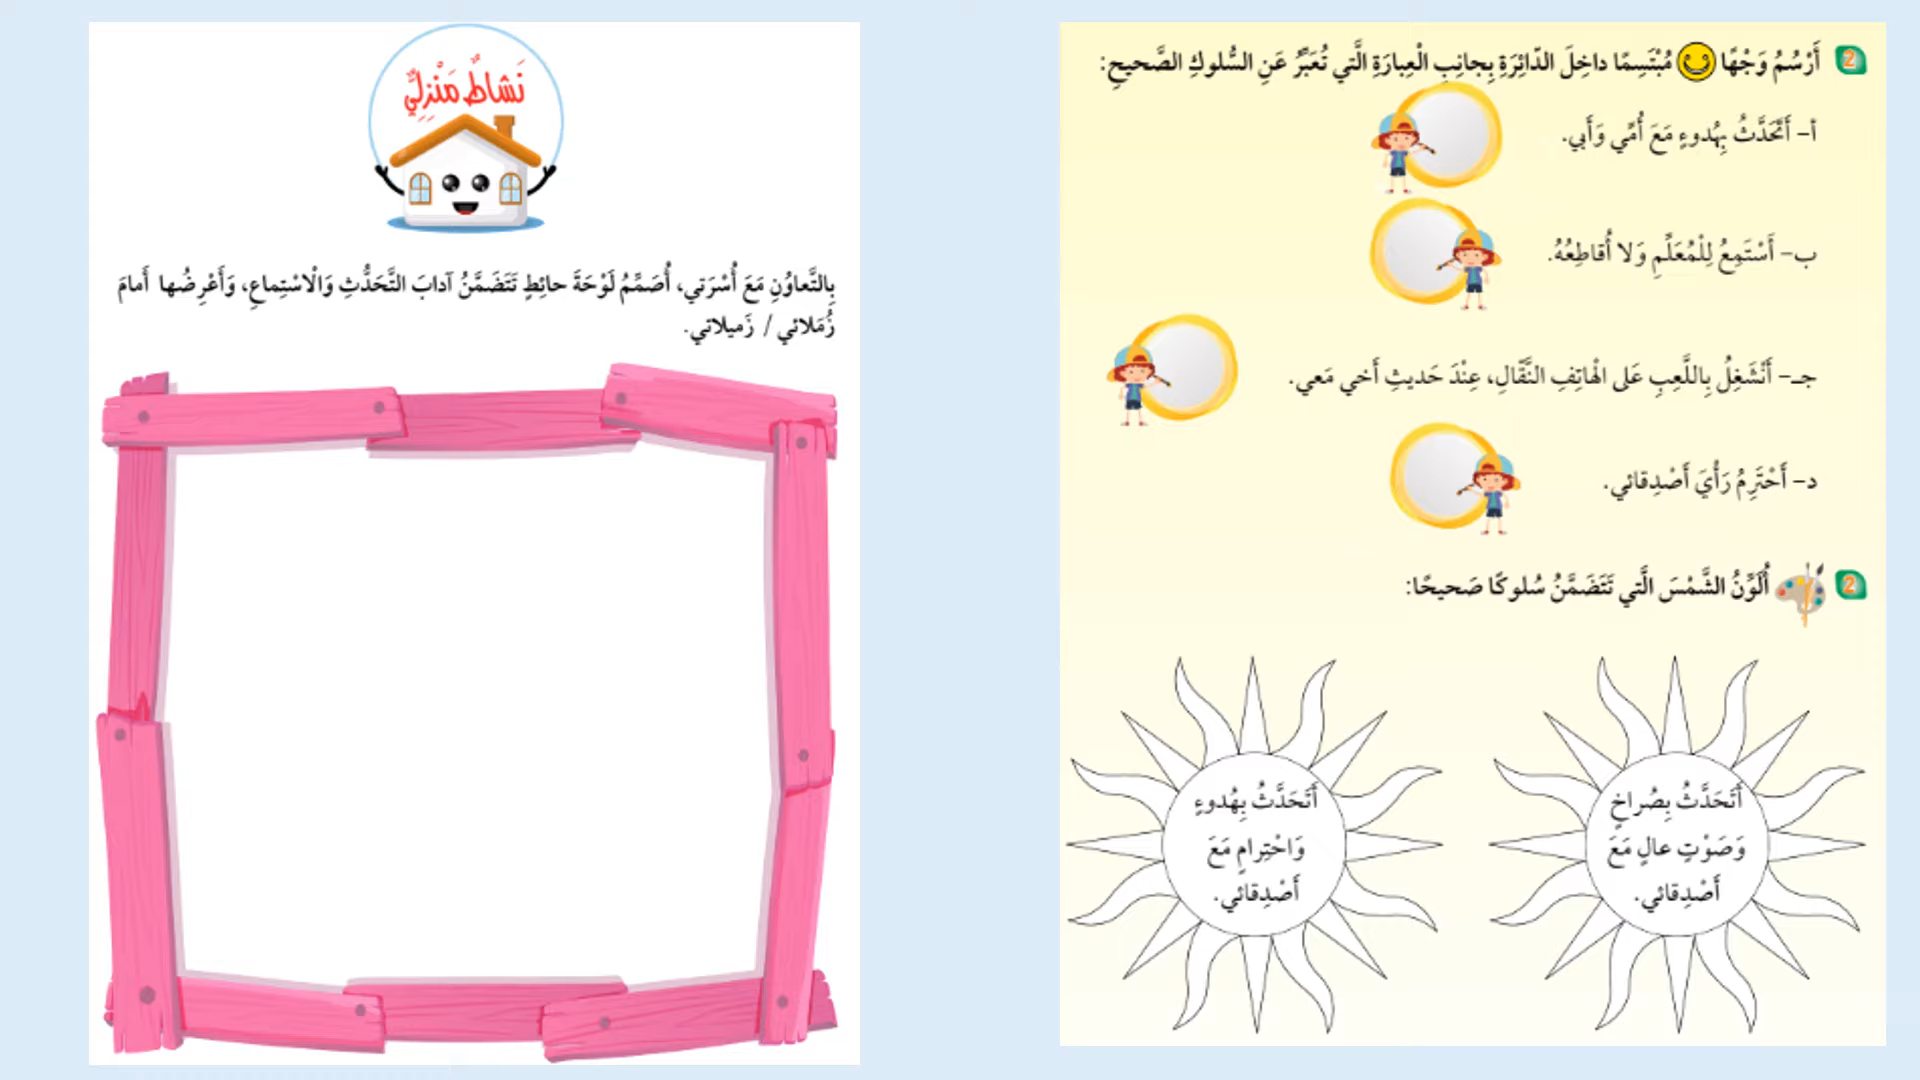 2 أَرْسُمُ وَجْهًا مُبْتَسِمًا داخِلَ الدّائِرَةِ بِجانِبِ الْعِبارَةِ الَّتي تُعَبِّرُ عَنِ السُّلوكِ الصَّحيحِ:
أ- أَتَحَدَّثُ بِهُدوءٍ مَعَ أُمّي وَأَبي.
ب- أَسْتَمِعُ لِلْمُعَلِّمِ وَلا أُقاطِعُهُ.
جـ- أَنْشَغِلُ بِاللَّعِبِ عَلى الْهاتِفِ النَّقّالِ، عِنْدَ حَديثِ أَخي مَعي.
د- أَحْتَرِمُ رَأْيَ أَصْدِقائي.
2 أُلَوِّنُ الشَّمْسَ الَّتي تَتَضَمَّنُ سُلوكًا صَحيحًا:
أَتَحَدَّثُ بِصُراخٍ
وَصَوْتٍ عالٍ مَعَ
أَصْدِقائي.
أَتَحَدَّثُ بِهُدوءٍ
وَاحْتِرامٍ مَعَ
أَصْدِقائي.
نَشاطٌ مَنْزِلِيٌّ
بِالتَّعاوُنِ مَعَ أُسْرَتي، أُصَمِّمُ لَوْحَةَ حائِطٍ تَتَضَمَّنُ آدابَ التَّحَدُّثِ وَالْاسْتِماعِ، وَأَعْرِضُها أَمامَ
زُمَلائي / زَميلاتي.